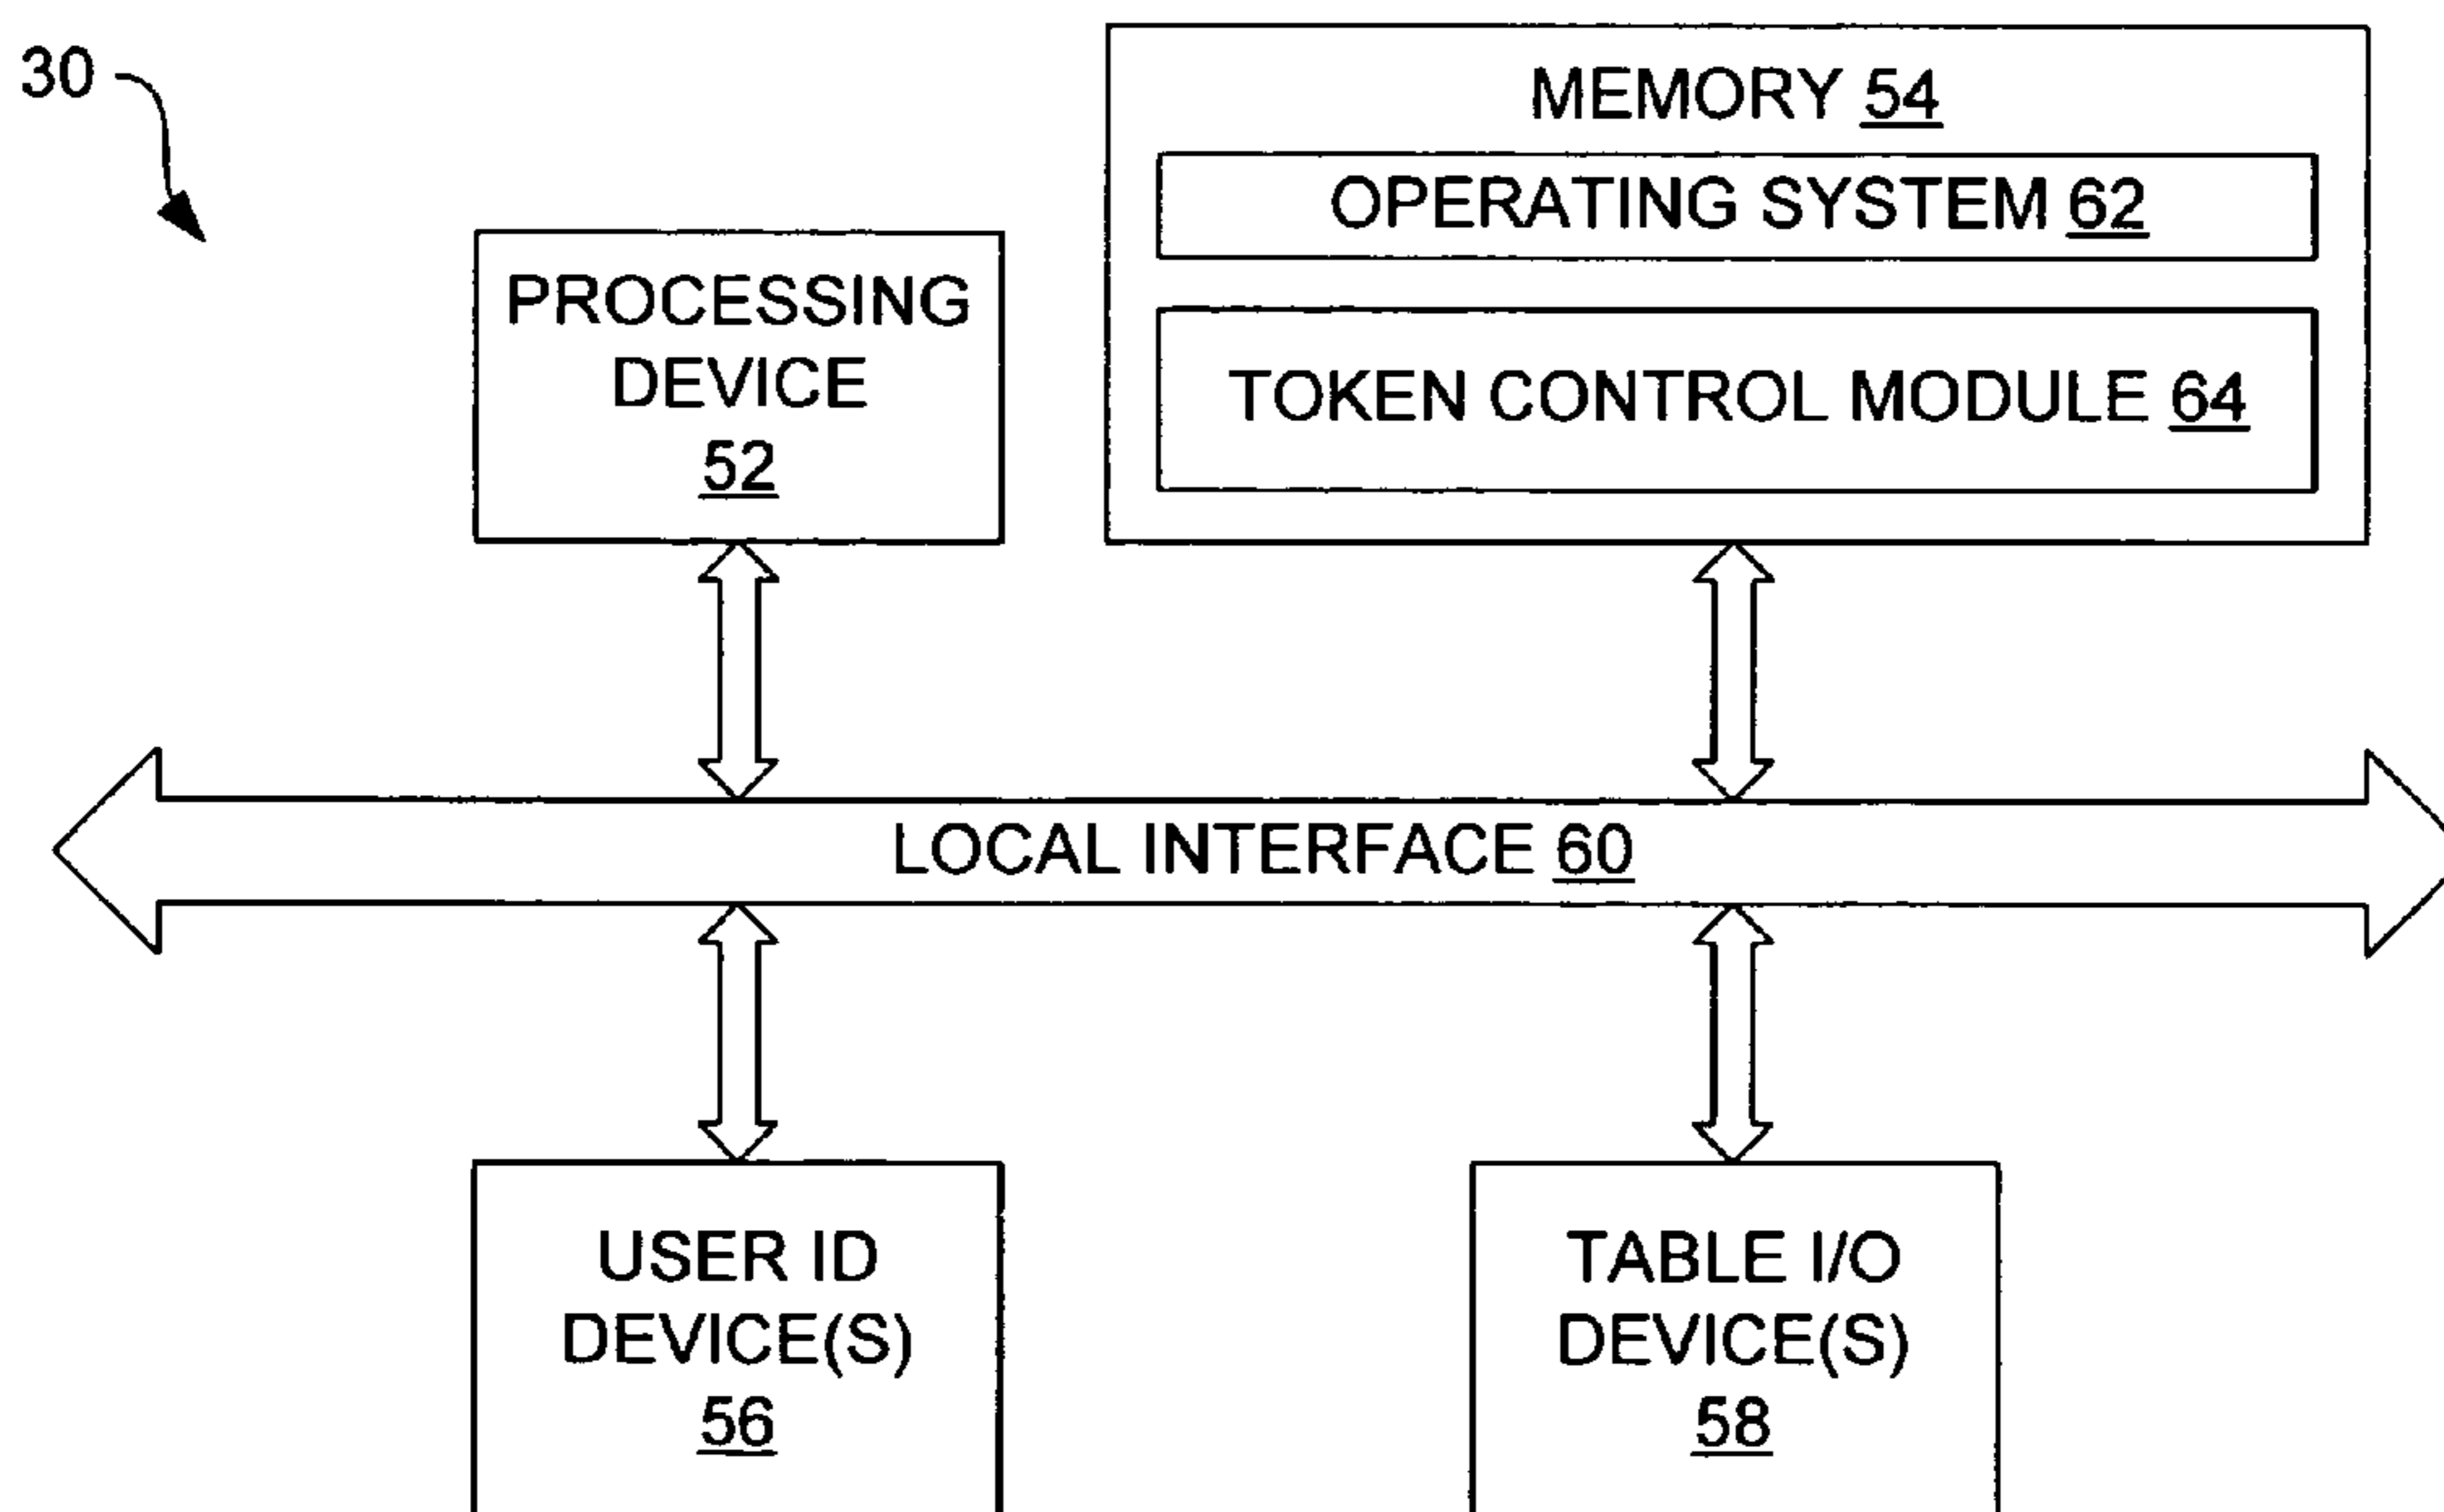 30
MEMORY 54
OPERATING SYSTEM 62
PROCESSING
DEVICE
52
TOKEN CONTROL MODULE 64
LOCAL INTERFACE 60
USER ID
DEVICE(S)
56
TABLE I/O
DEVICE(S)
58